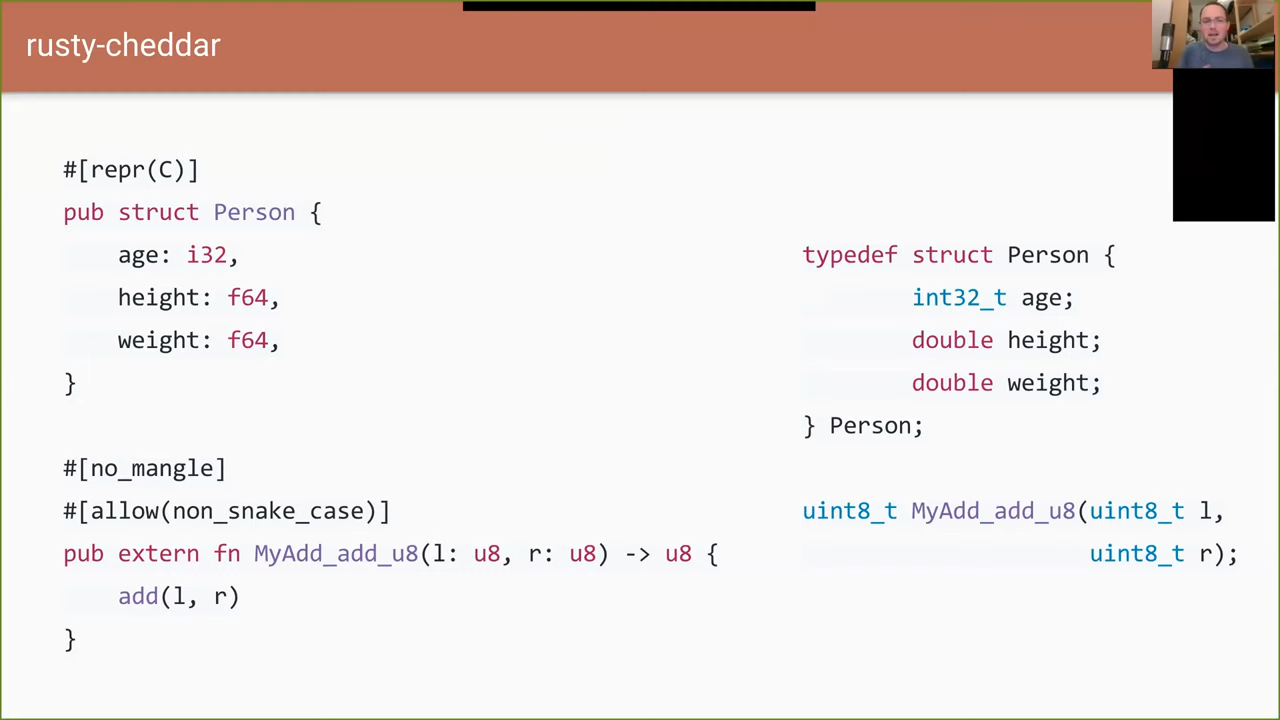 rusty-cheddar
#[repr(C)]
pub struct Person {
    age: i32,
    height: f64,
    weight: f64,
}
#[no_mangle]
#[allow(non_snake_case)]
pub extern fn MyAdd_add_u8(l: u8, r: u8) -> u8 {
    add(l, r)
}
typedef struct Person {
        int32_t age;
        double height;
        double weight;
} Person;
uint8_t MyAdd_add_u8(uint8_t l,
                     uint8_t r);